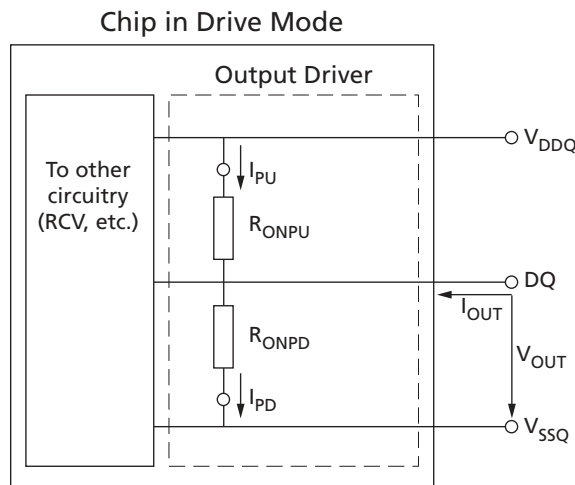 Chip in Drive Mode
Output Driver
To other
circuitry
(RCV, etc.)
V_DDQ
I_PU
R_ONPU
DQ
I_OUT
R_ONPD
V_OUT
I_PD
V_SSQ